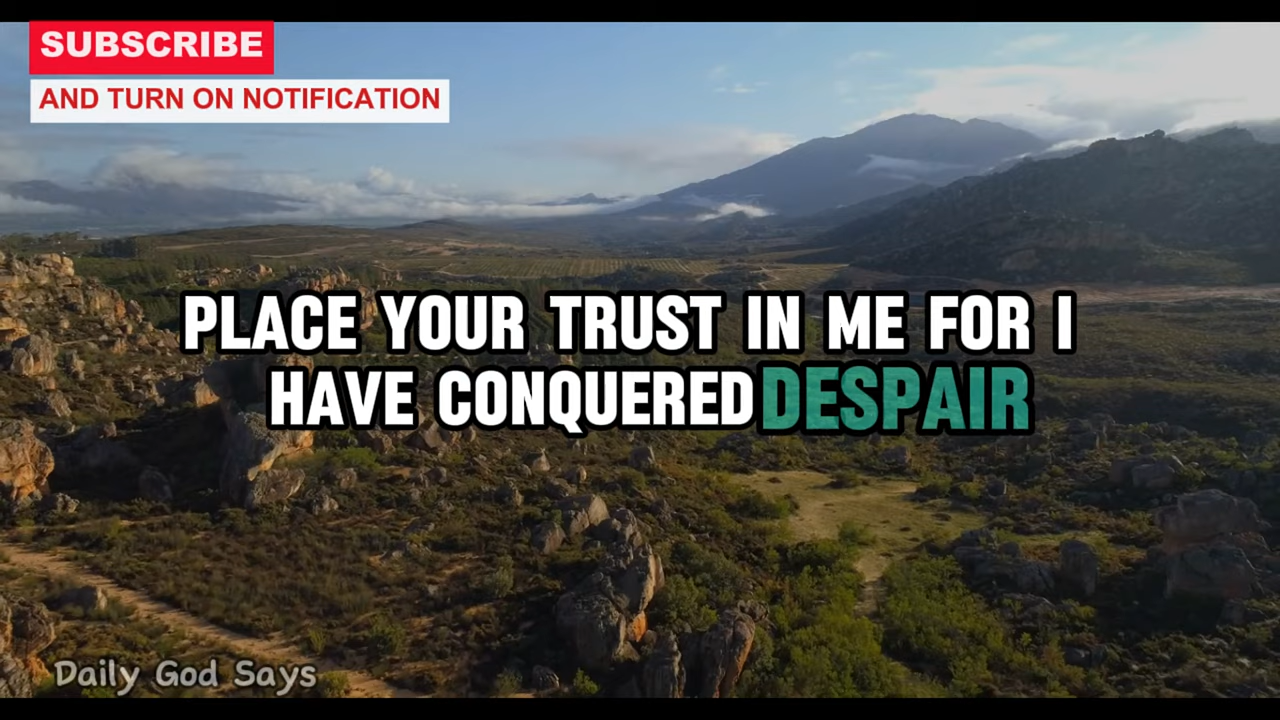 SUBSCRIBE
AND TURN ON NOTIFICATION
PLACE YOUR TRUST IN ME FOR I
HAVE CONQUERED DESPAIR
Daily God Says